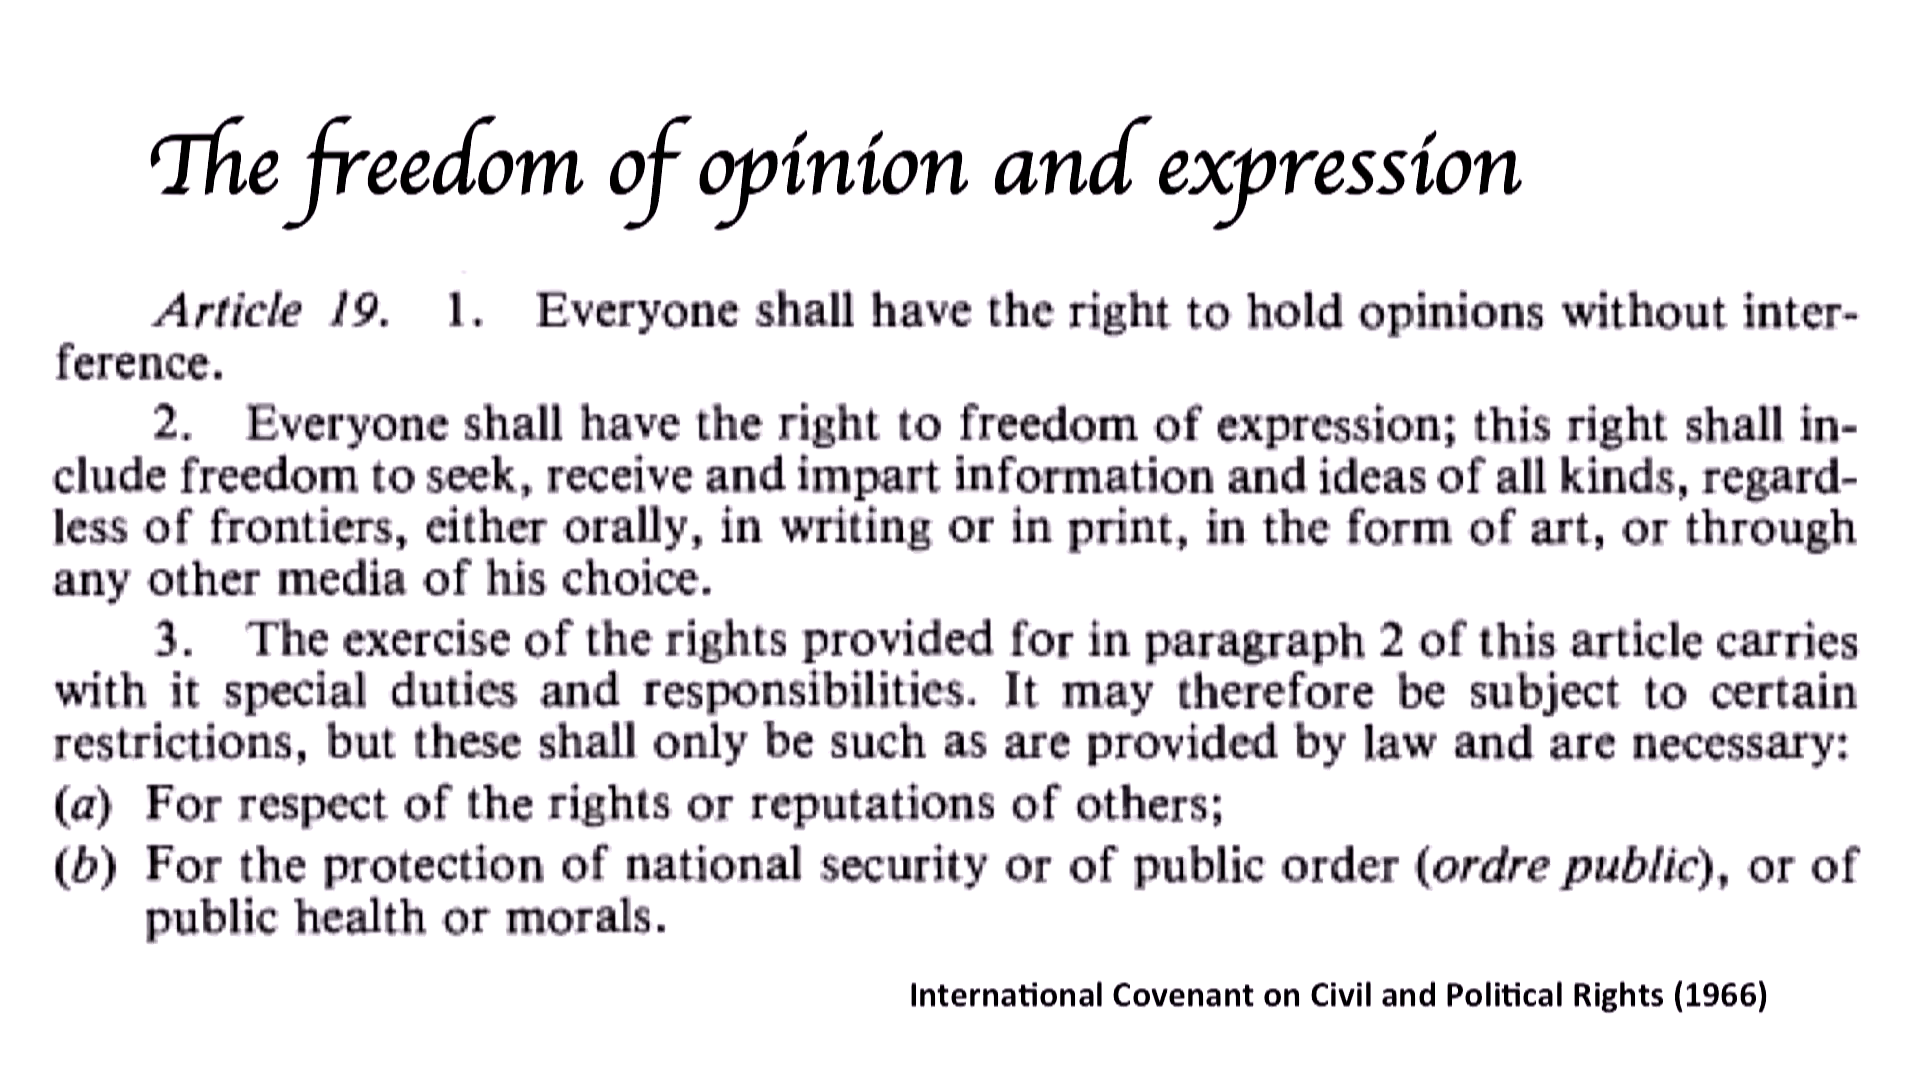 The freedom of opinion and expression
Article 19. 1. Everyone shall have the right to hold opinions without inter-
ference.
2. Everyone shall have the right to freedom of expression; this right shall in-
clude freedom to seek, receive and impart information and ideas of all kinds, regard-
less of frontiers, either orally, in writing or in print, in the form of art, or through
any other media of his choice.
3. The exercise of the rights provided for in paragraph 2 of this article carries
with it special duties and responsibilities. It may therefore be subject to certain
restrictions, but these shall only be such as are provided by law and are necessary:
(a) For respect of the rights or reputations of others;
(b) For the protection of national security or of public order (ordre public), or of
public health or morals.
International Covenant on Civil and Political Rights (1966)